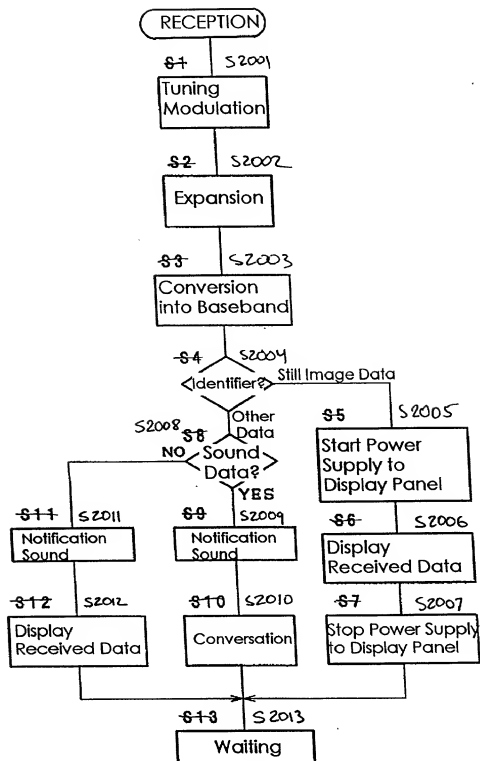 RECEPTION
S1 S2001
Tuning
Modulation
S2 S2002
Expansion
S3 S2003
Conversion
into Baseband
S4 S2004
Identifier?
Still Image Data
Other
Data
S2008
S8
NO
Sound
Data?
YES
S5 S2005
Start Power
Supply to
Display Panel
S11 S2011
Notification
Sound
S9 S2009
Notification
Sound
S6 S2006
Display
Received Data
S12 S2012
Display
Received Data
S10 S2010
Conversation
S7 S2007
Stop Power Supply
to Display Panel
S13 S2013
Waiting